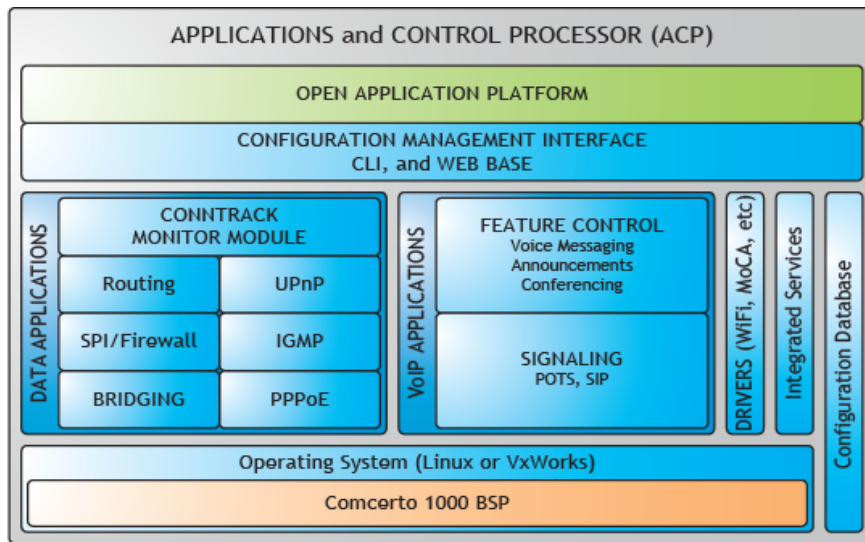 APPLICATIONS and CONTROL PROCESSOR (ACP)
OPEN APPLICATION PLATFORM
CONFIGURATION MANAGEMENT INTERFACE
CLI, and WEB BASE
DATA APPLICATIONS
CONNTRACK
MONITOR MODULE
Routing
UPnP
SPI/Firewall
IGMP
BRIDGING
PPPoE
VoIP APPLICATIONS
FEATURE CONTROL
Voice Messaging
Announcements
Conferencing
SIGNALING
POTS, SIP
DRIVERS (WiFi, MoCA, etc)
Integrated Services
Configuration Database
Operating System (Linux or VxWorks)
Comcerto 1000 BSP